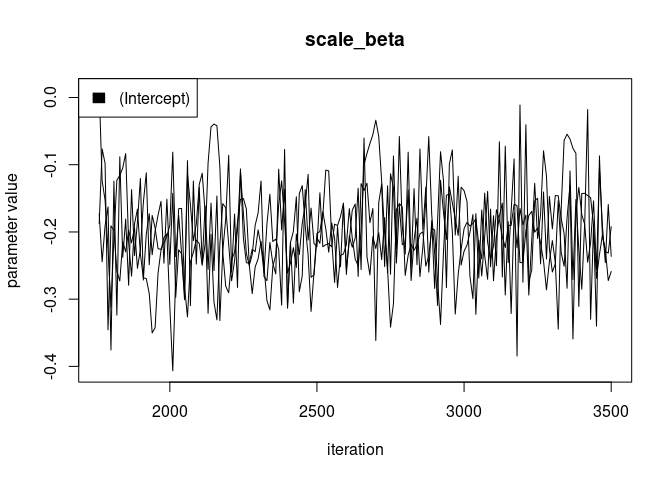 scale_beta
(Intercept)
0.0
-0.1
-0.2
-0.3
-0.4
parameter value
2000 2500 3000 3500
iteration